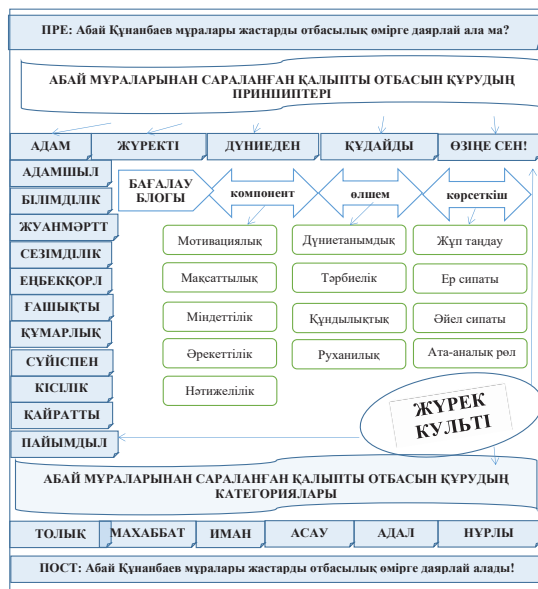 ПРЕ: Абай Құнанбаев мұралары жастарды отбасылық өмірге даярлай ала ма?
АБАЙ МҰРАЛАРЫНАН САРАЛАНҒАН ҚАЛЫПТЫ ОТБАСЫН ҚҰРУДЫҢ
ПРИНЦИПТЕРІ
АДАМ
ЖҮРЕКТІ
ДҮНИЕДЕН
ҚҰДАЙДЫ
ӨЗІҢЕ СЕН!
АДАМШЫЛ
БІЛІМДІЛІК
ЖУАНМӘРТТ
СЕЗІМДІЛІК
ЕҢБЕКҚОРЛ
ҒАШЫҚТЫ
ҚҰМАРЛЫҚ
СҮЙІСПЕН
КІСІЛІК
ҚАЙРАТТЫ
ПАЙЫМДЫЛ
БАҒАЛАУ
БЛОГЫ
компонент
өлшем
көрсеткіш
Мотивациялық
Мақсаттылық
Міндеттілік
Әрекеттілік
Нәтижелілік
Дүниетанымдық
Тәрбиелік
Құндылықтық
Руханилық
Жұп таңдау
Ер сипаты
Әйел сипаты
Ата-аналық рөл
ЖҮРЕК
КУЛЬТІ
АБАЙ МҰРАЛАРЫНАН САРАЛАНҒАН ҚАЛЫПТЫ ОТБАСЫН ҚҰРУДЫҢ
КАТЕГОРИЯЛАРЫ
ТОЛЫҚ
МАХАББАТ
ИМАН
АСАУ
АДАЛ
НҰРЛЫ
ПОСТ: Абай Құнанбаев мұралары жастарды отбасылық өмірге даярлай алады!